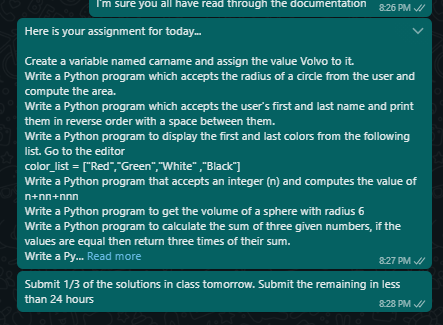 I'm sure you all have read through the documentation
8:26 PM
Here is your assignment for today...
Create a variable named carname and assign the value Volvo to it.
Write a Python program which accepts the radius of a circle from the user and
compute the area.
Write a Python program which accepts the user's first and last name and print
them in reverse order with a space between them.
Write a Python program to display the first and last colors from the following
list. Go to the editor
color_list = ["Red","Green","White" ,"Black"]
Write a Python program that accepts an integer (n) and computes the value of
n+nn+nnn
Write a Python program to get the volume of a sphere with radius 6
Write a Python program to calculate the sum of three given numbers, if the
values are equal then return three times of their sum.
Write a Py... Read more
8:27 PM
Submit 1/3 of the solutions in class tomorrow. Submit the remaining in less
than 24 hours
8:28 PM